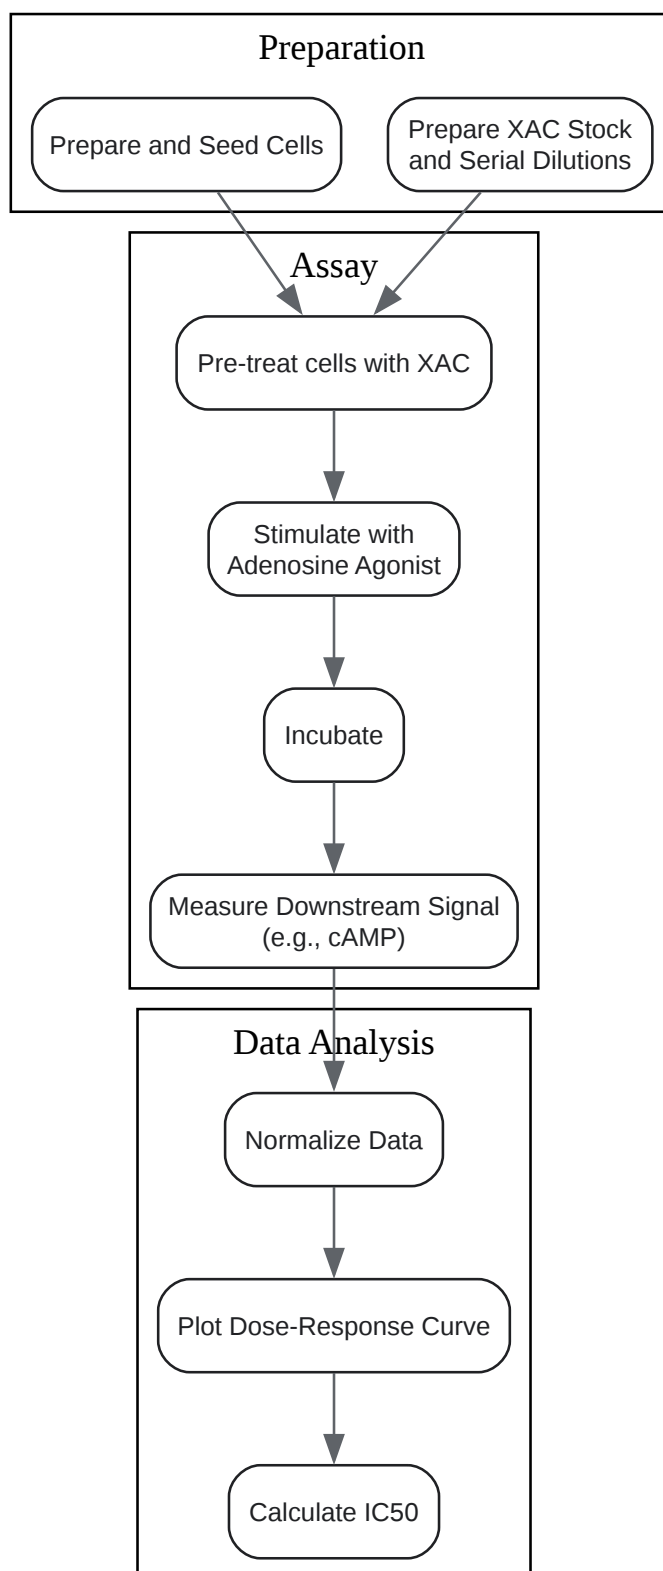 Preparation
Prepare and Seed Cells
Prepare XAC Stock
and Serial Dilutions
Assay
Pre-treat cells with XAC
Stimulate with
Adenosine Agonist
Incubate
Measure Downstream Signal
(e.g., cAMP)
Data Analysis
Normalize Data
Plot Dose-Response Curve
Calculate IC50